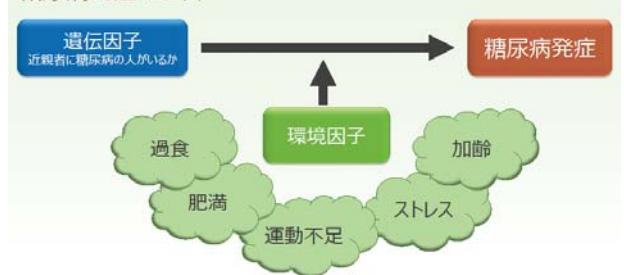 遺伝因子
近親者に糖尿病の人がいるか
糖尿病発症
環境因子
過食
加齢
肥満
ストレス
運動不足